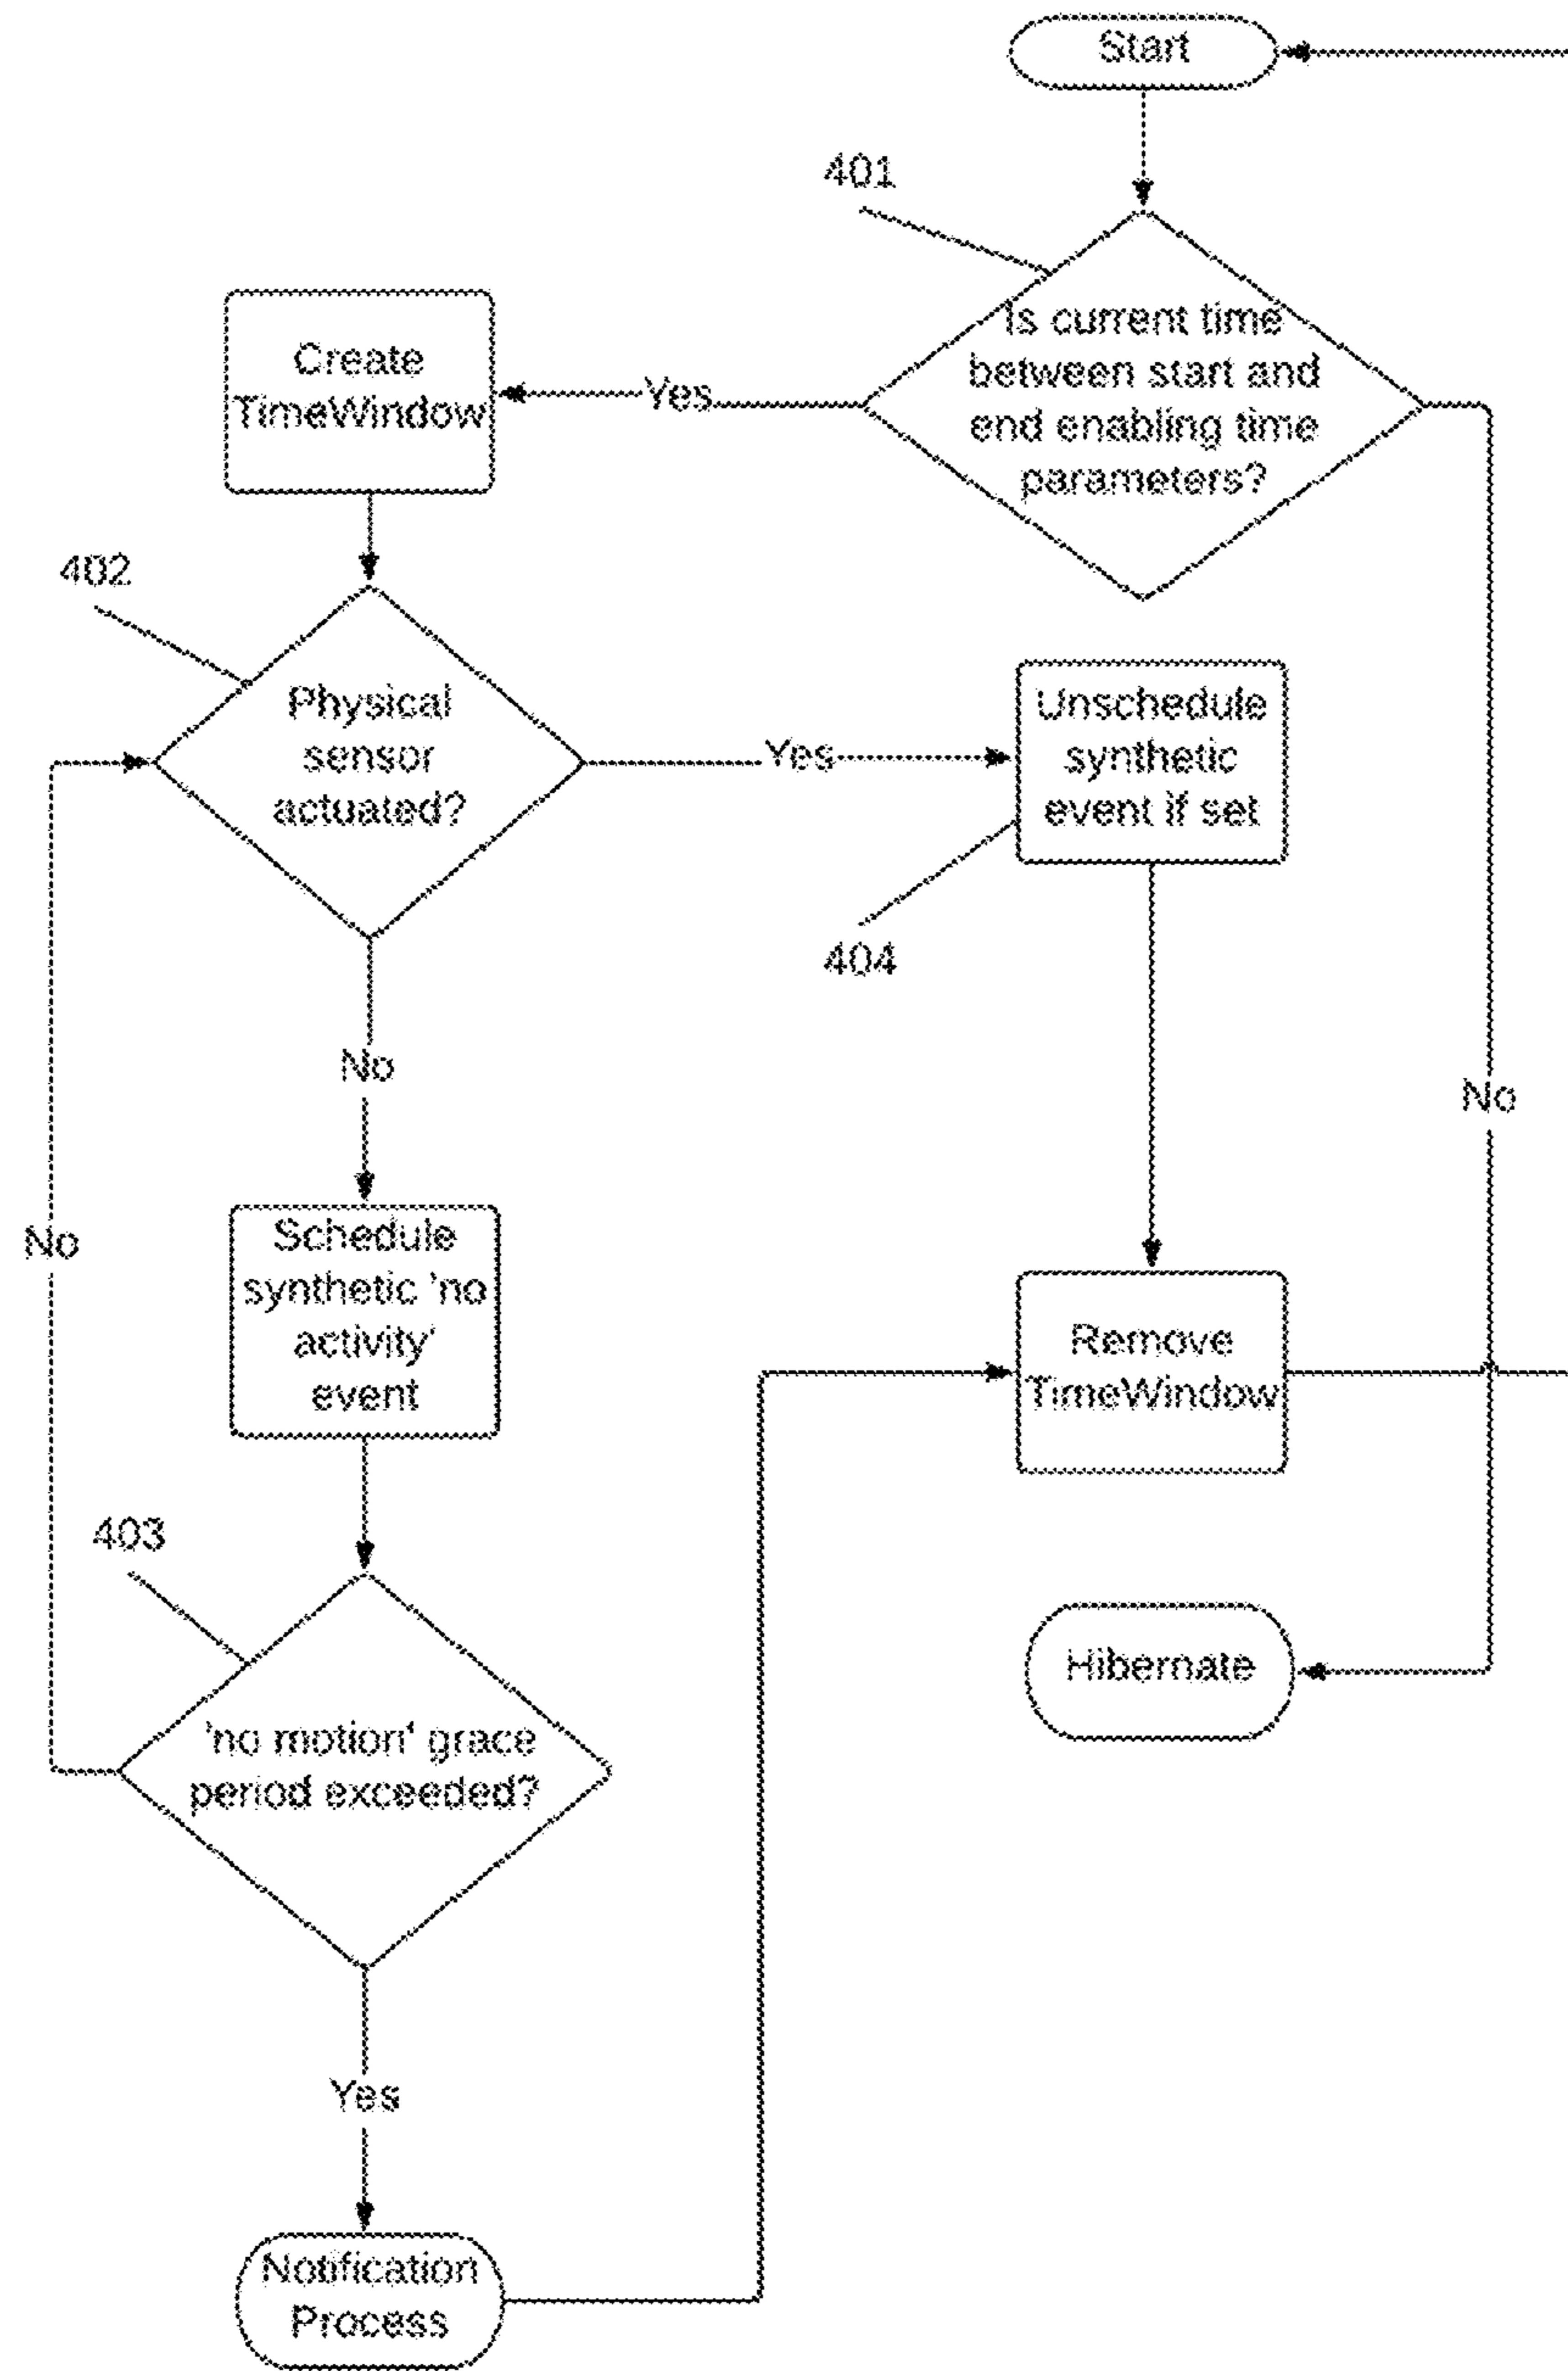 Start
401
Is current time
between start and
end enabling time
parameters?
Yes
Create
TimeWindow
402
Physical
sensor
actuated?
Yes
Unschedule
synthetic
event if set
404
No
No
Schedule
synthetic 'no
activity'
event
No
Remove
TimeWindow
403
'no motion' grace
period exceeded?
Hibernate
Yes
Notification
Process